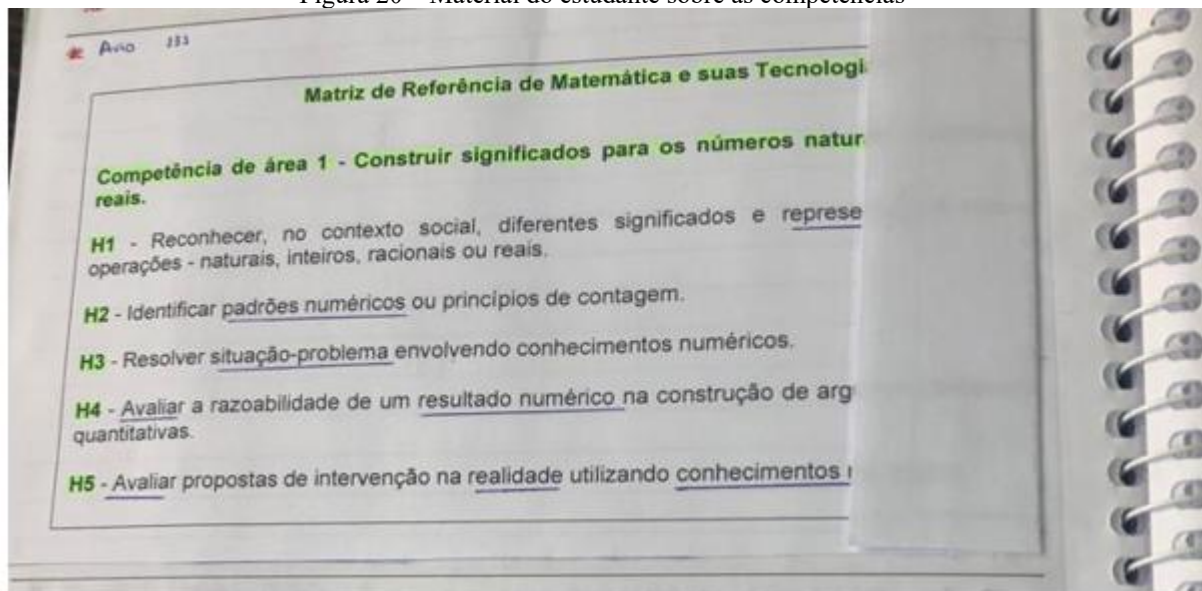 Figura 20 – Material do estudante sobre as competências
Matriz de Referência de Matemática e suas Tecnologi
Competência de área 1 - Construir significados para os números natur
reais.
H1 - Reconhecer, no contexto social, diferentes significados e represe
operações - naturais, inteiros, racionais ou reais.
H2 - Identificar padrões numéricos ou princípios de contagem.
H3 - Resolver situação-problema envolvendo conhecimentos numéricos.
H4 - Avaliar a razoabilidade de um resultado numérico na construção de arg
quantitativas.
H5 - Avaliar propostas de intervenção na realidade utilizando conhecimentos